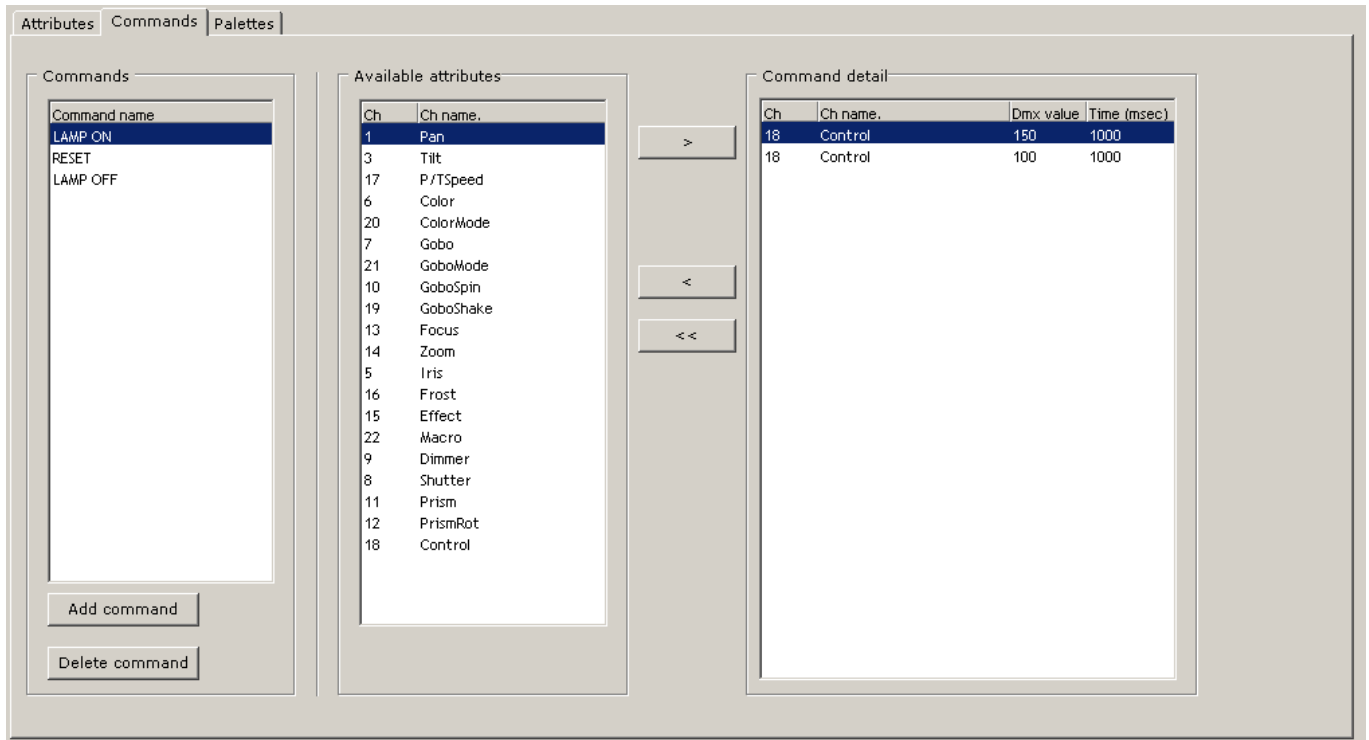 Attributes Commands Palettes
Commands
Command name
LAMP ON
RESET
LAMP OFF
Add command
Delete command
Available attributes
Ch Ch name.
1 Pan
3 Tilt
17 P/TSpeed
6 Color
20 ColorMode
7 Gobo
21 GoboMode
10 GoboSpin
19 GoboShake
13 Focus
14 Zoom
5 Iris
16 Frost
15 Effect
22 Macro
9 Dimmer
8 Shutter
11 Prism
12 PrismRot
18 Control
>
<
<<
Command detail
Ch Ch name. Dmx value Time (msec)
18 Control 150 1000
18 Control 100 1000